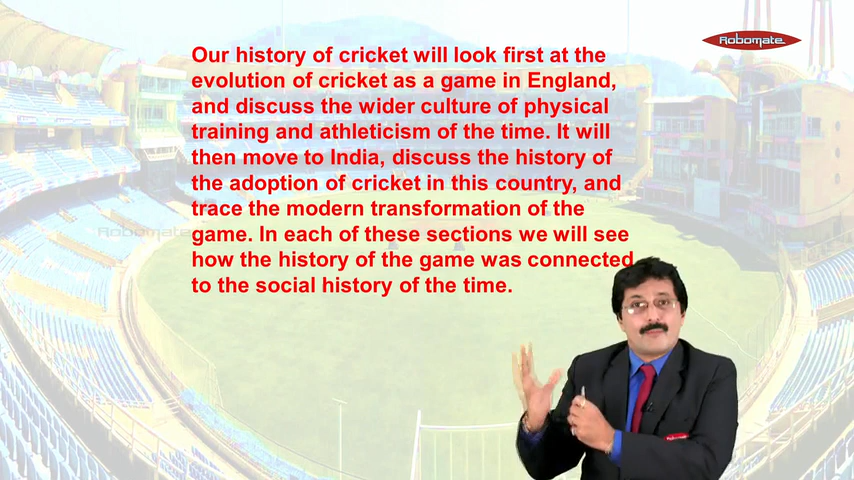 Robomate
Our history of cricket will look first at the
evolution of cricket as a game in England,
and discuss the wider culture of physical
training and athleticism of the time. It will
then move to India, discuss the history of
the adoption of cricket in this country, and
trace the modern transformation of the
game. In each of these sections we will see
how the history of the game was connected
to the social history of the time.
Robomate